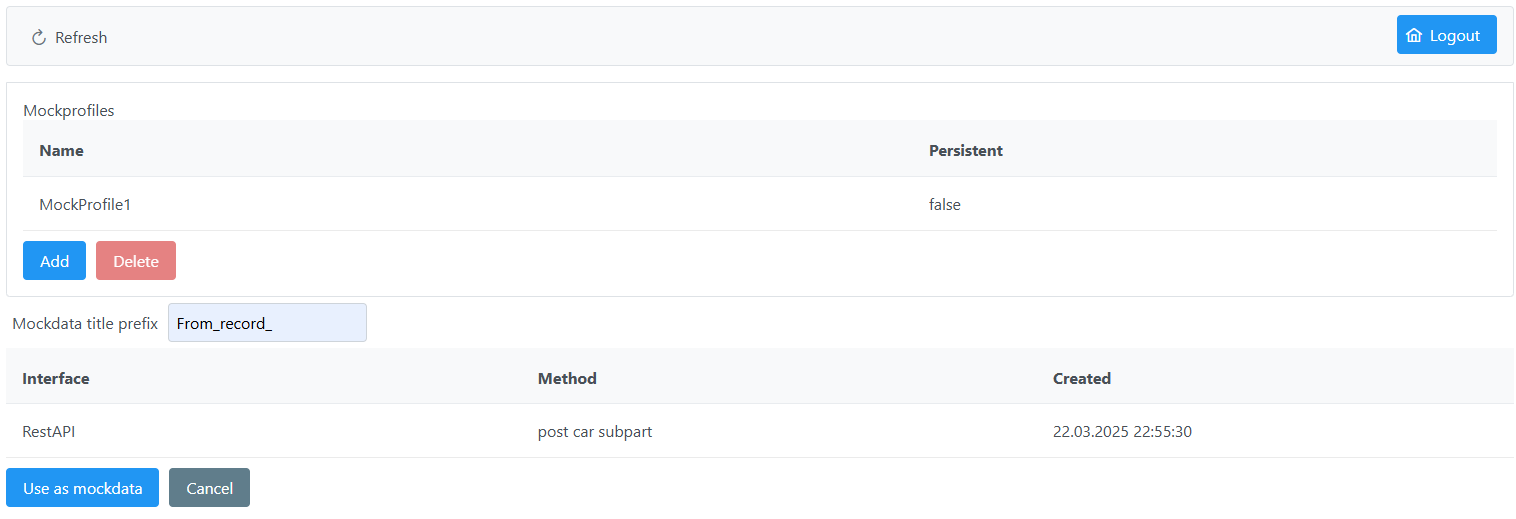 Refresh Logout
Mockprofiles
Name Persistent
MockProfile1 false
Add Delete
Mockdata title prefix From_record_
Interface Method Created
RestAPI post car subpart 22.03.2025 22:55:30
Use as mockdata Cancel